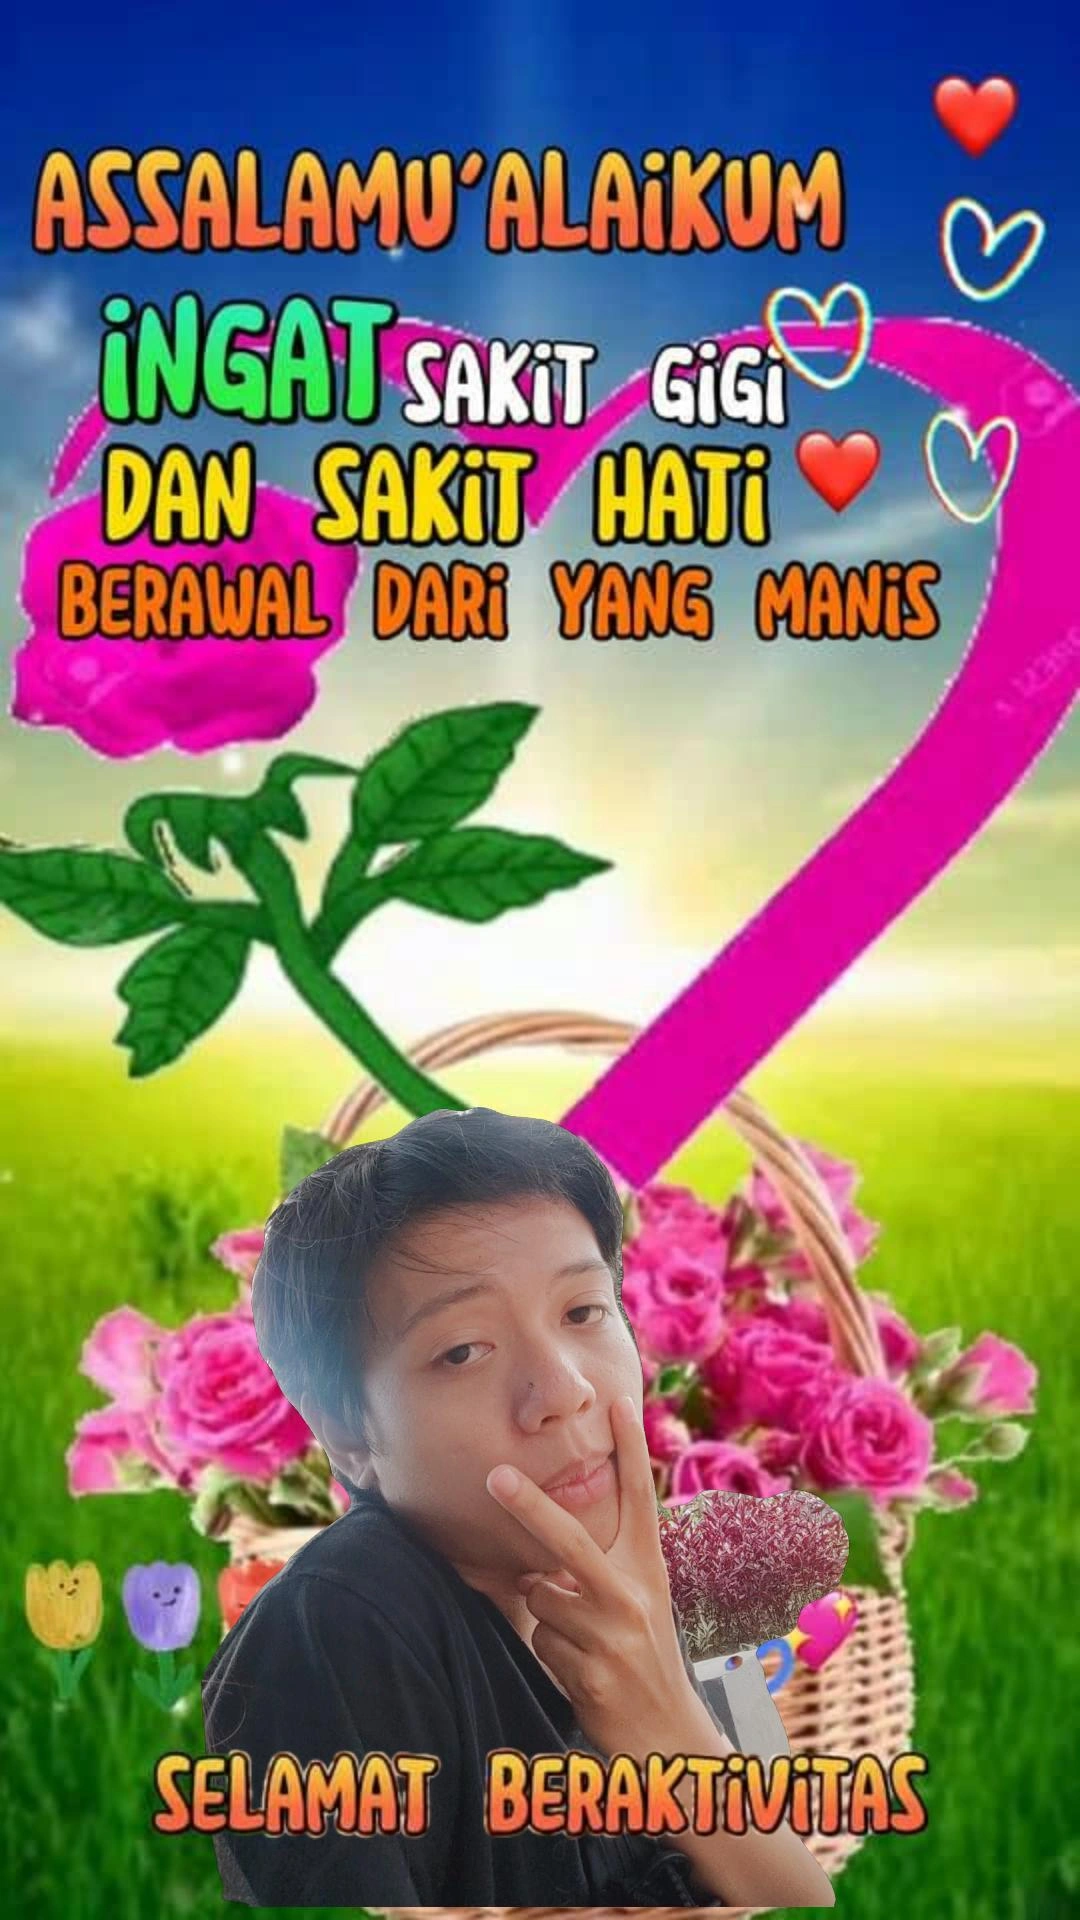 ASSALAMU'ALAiKUM
iNGAT SAKiT GiGi
DAN SAKiT HATi
BERAWAL DARi YANG MANiS
SELAMAT BERAKTiViTAS